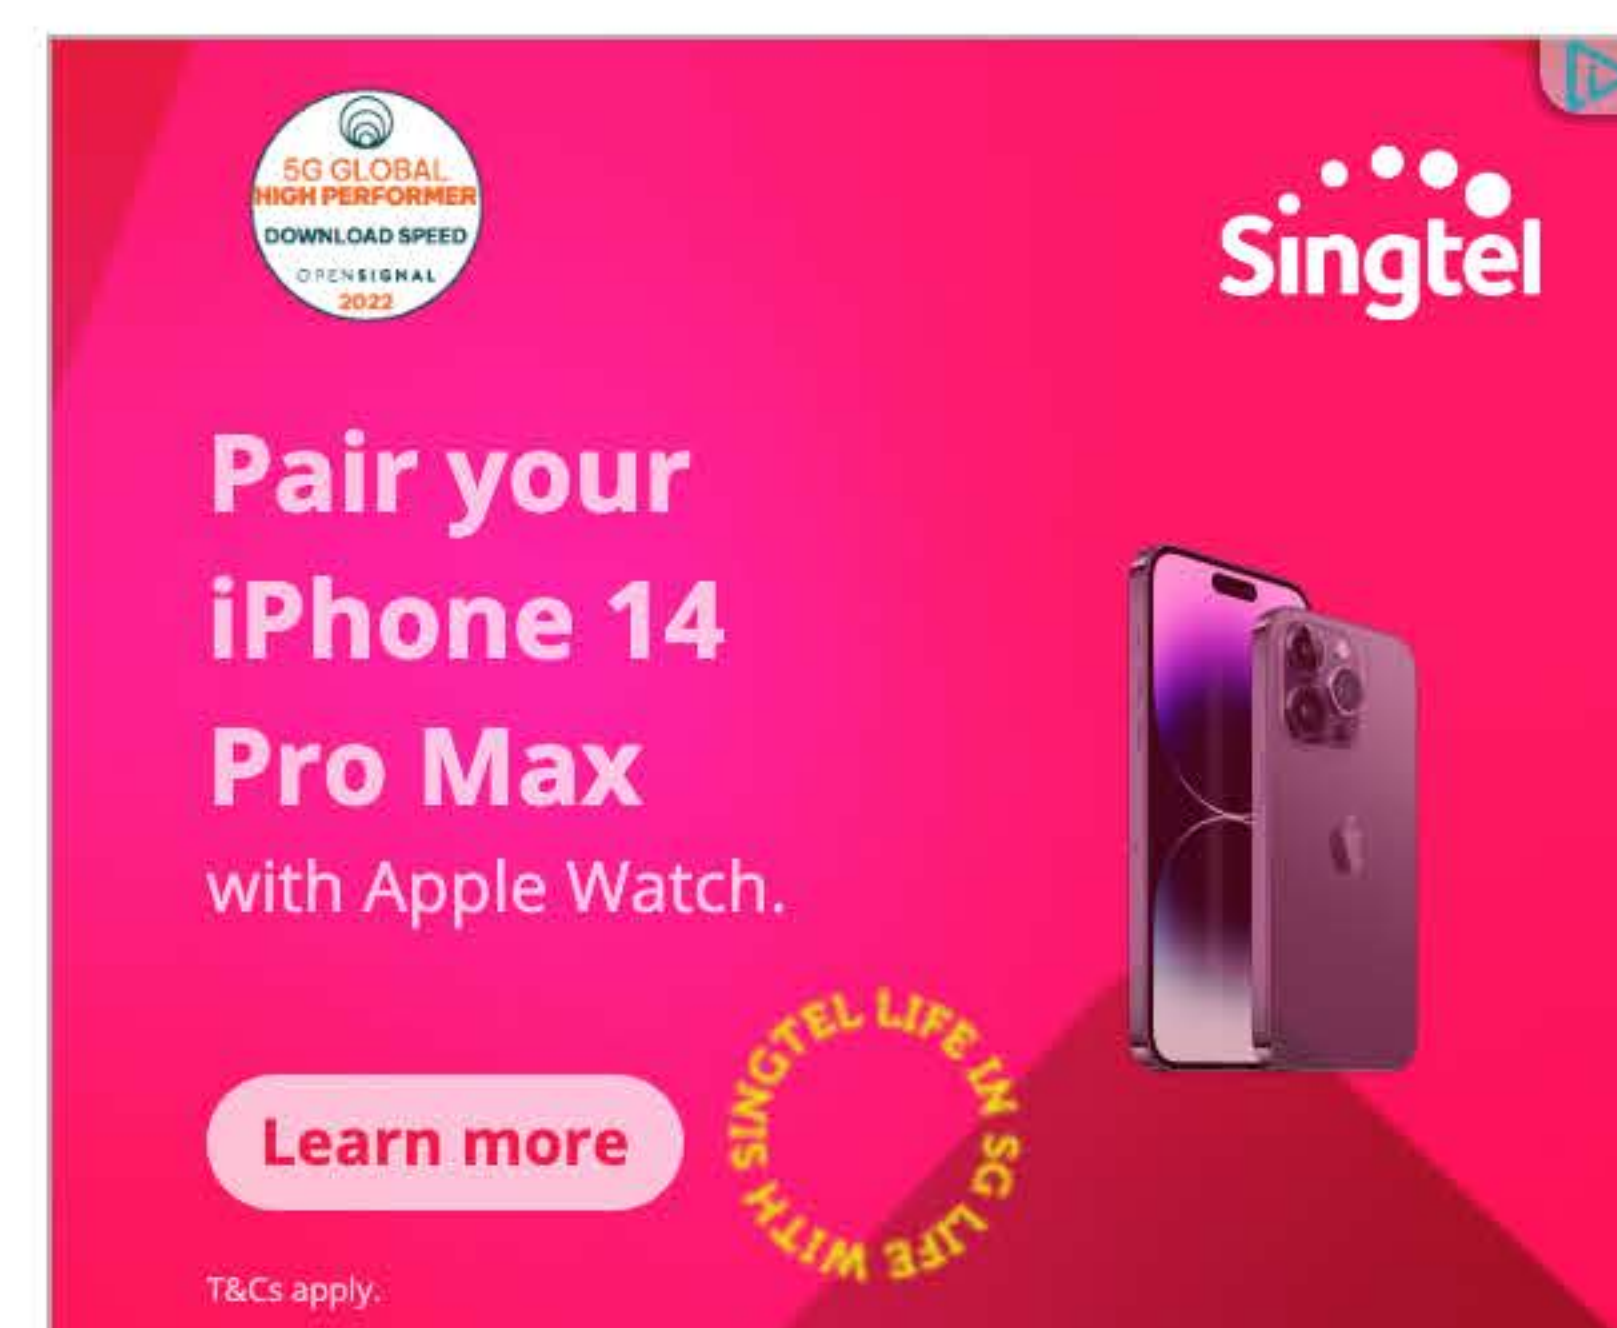 5G GLOBAL
HIGH PERFORMER
DOWNLOAD SPEED
OPENSIGNAL
2022
Singtel
Pair your
iPhone 14
Pro Max
with Apple Watch.
Learn more
SINGTEL LIFE IN SG LIFE WITH
T&Cs apply.